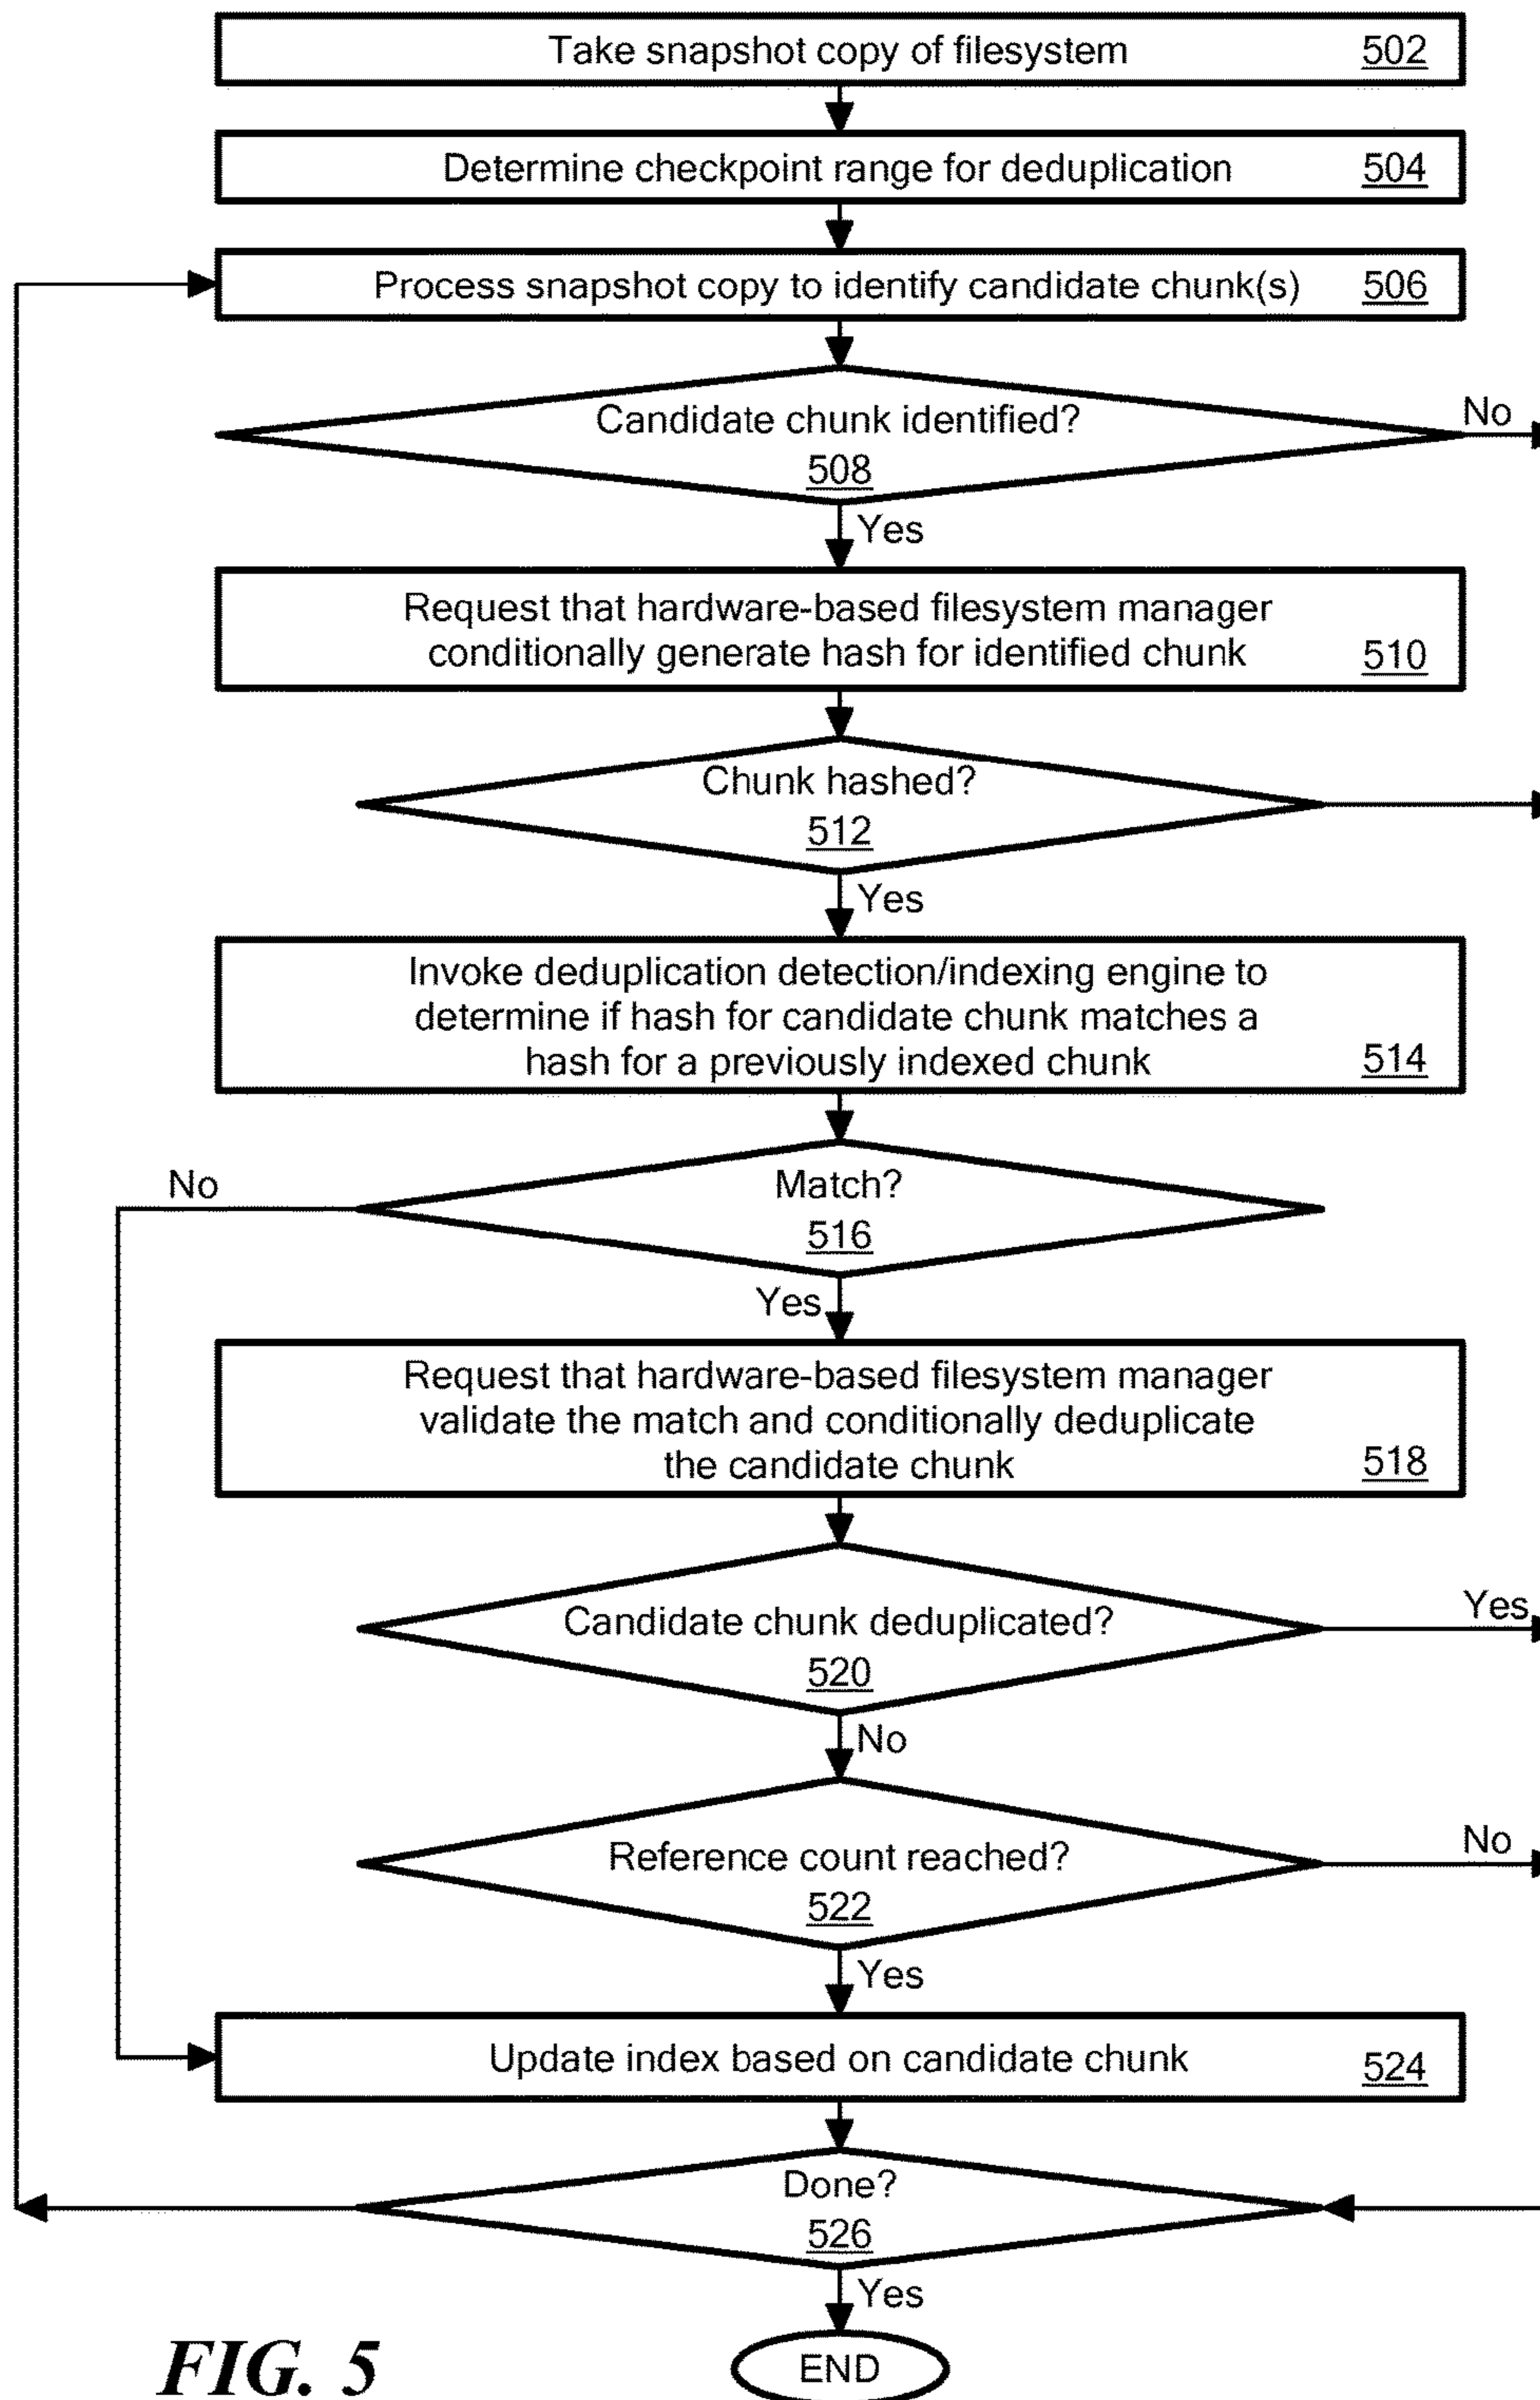 Take snapshot copy of filesystem 502
Determine checkpoint range for deduplication 504
Process snapshot copy to identify candidate chunk(s) 506
Candidate chunk identified?
508
No
Yes
Request that hardware-based filesystem manager
conditionally generate hash for identified chunk 510
Chunk hashed?
512
Yes
Invoke deduplication detection/indexing engine to
determine if hash for candidate chunk matches a
hash for a previously indexed chunk 514
Match?
516
No
Yes
Request that hardware-based filesystem manager
validate the match and conditionally deduplicate
the candidate chunk 518
Candidate chunk deduplicated?
520
Yes
No
Reference count reached?
522
No
Yes
Update index based on candidate chunk 524
Done?
526
Yes
END
FIG. 5